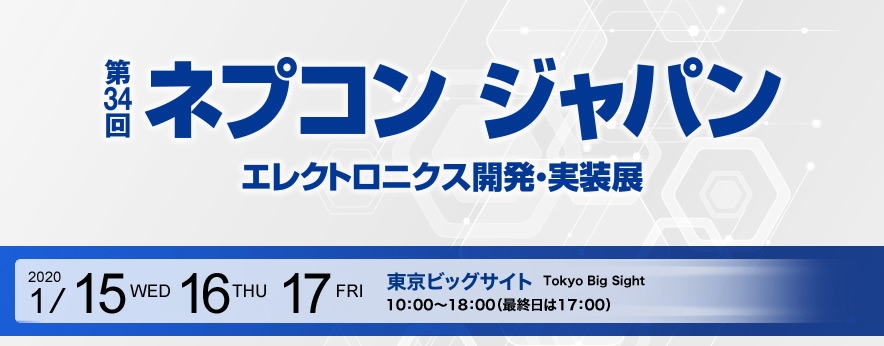 第34回
ネプコン ジャパン
エレクトロニクス開発・実装展
2020
1/15 WED 16 THU 17 FRI
東京ビッグサイト Tokyo Big Sight
10:00〜18:00(最終日は17:00)